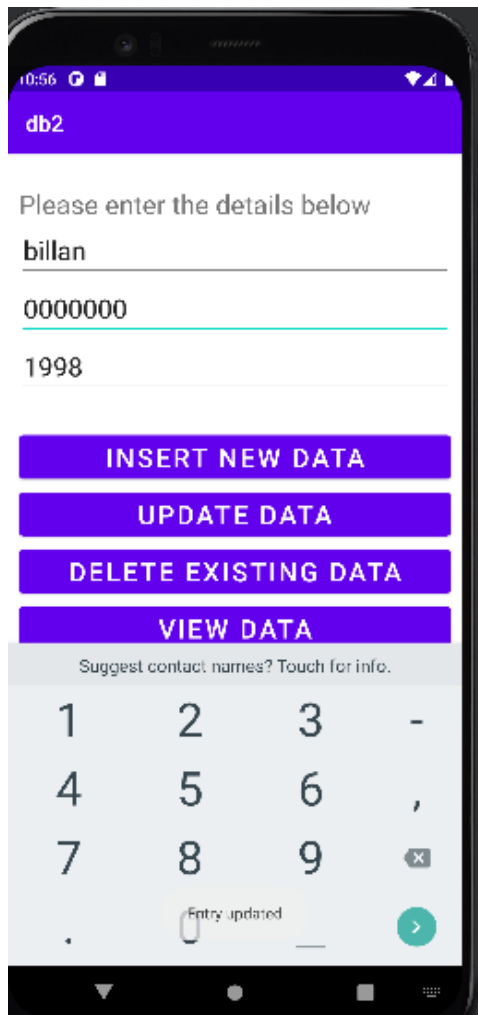 10:56
db2
Please enter the details below
billan
0000000
1998
INSERT NEW DATA
UPDATE DATA
DELETE EXISTING DATA
VIEW DATA
Suggest contact names? Touch for info.
1 2 3 -
4 5 6 ,
7 8 9
. 0 _
Entry updated